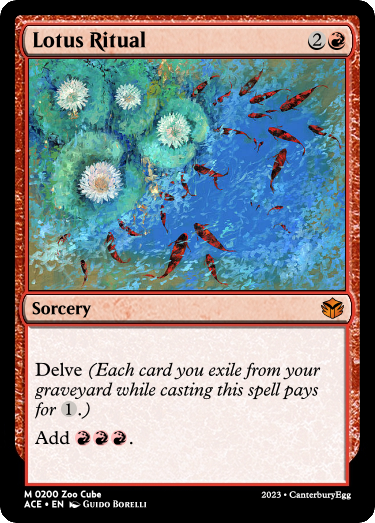 Lotus Ritual 2
Sorcery
Delve (Each card you exile from your
graveyard while casting this spell pays
for 1.)
Add.
M 0200 Zoo Cube
ACE • EN Guido Borelli
2023 • CanterburyEgg